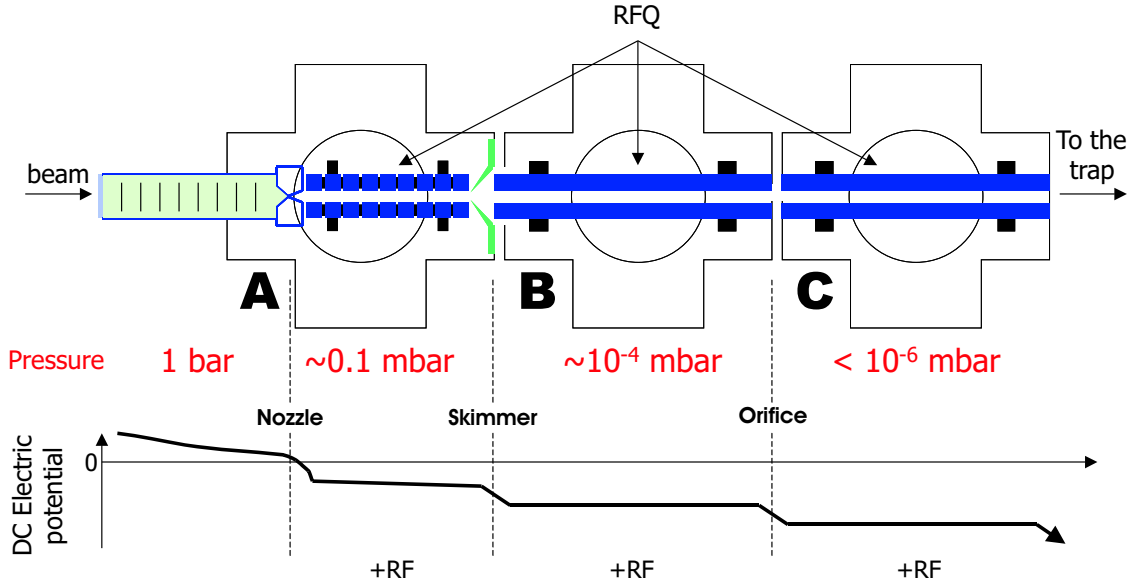 RFQ
beam
To the
trap
A
B
C
Pressure
1 bar
~0.1 mbar
~10⁻⁴ mbar
< 10⁻⁶ mbar
Nozzle
Skimmer
Orifice
DC Electric
potential
0
+RF
+RF
+RF